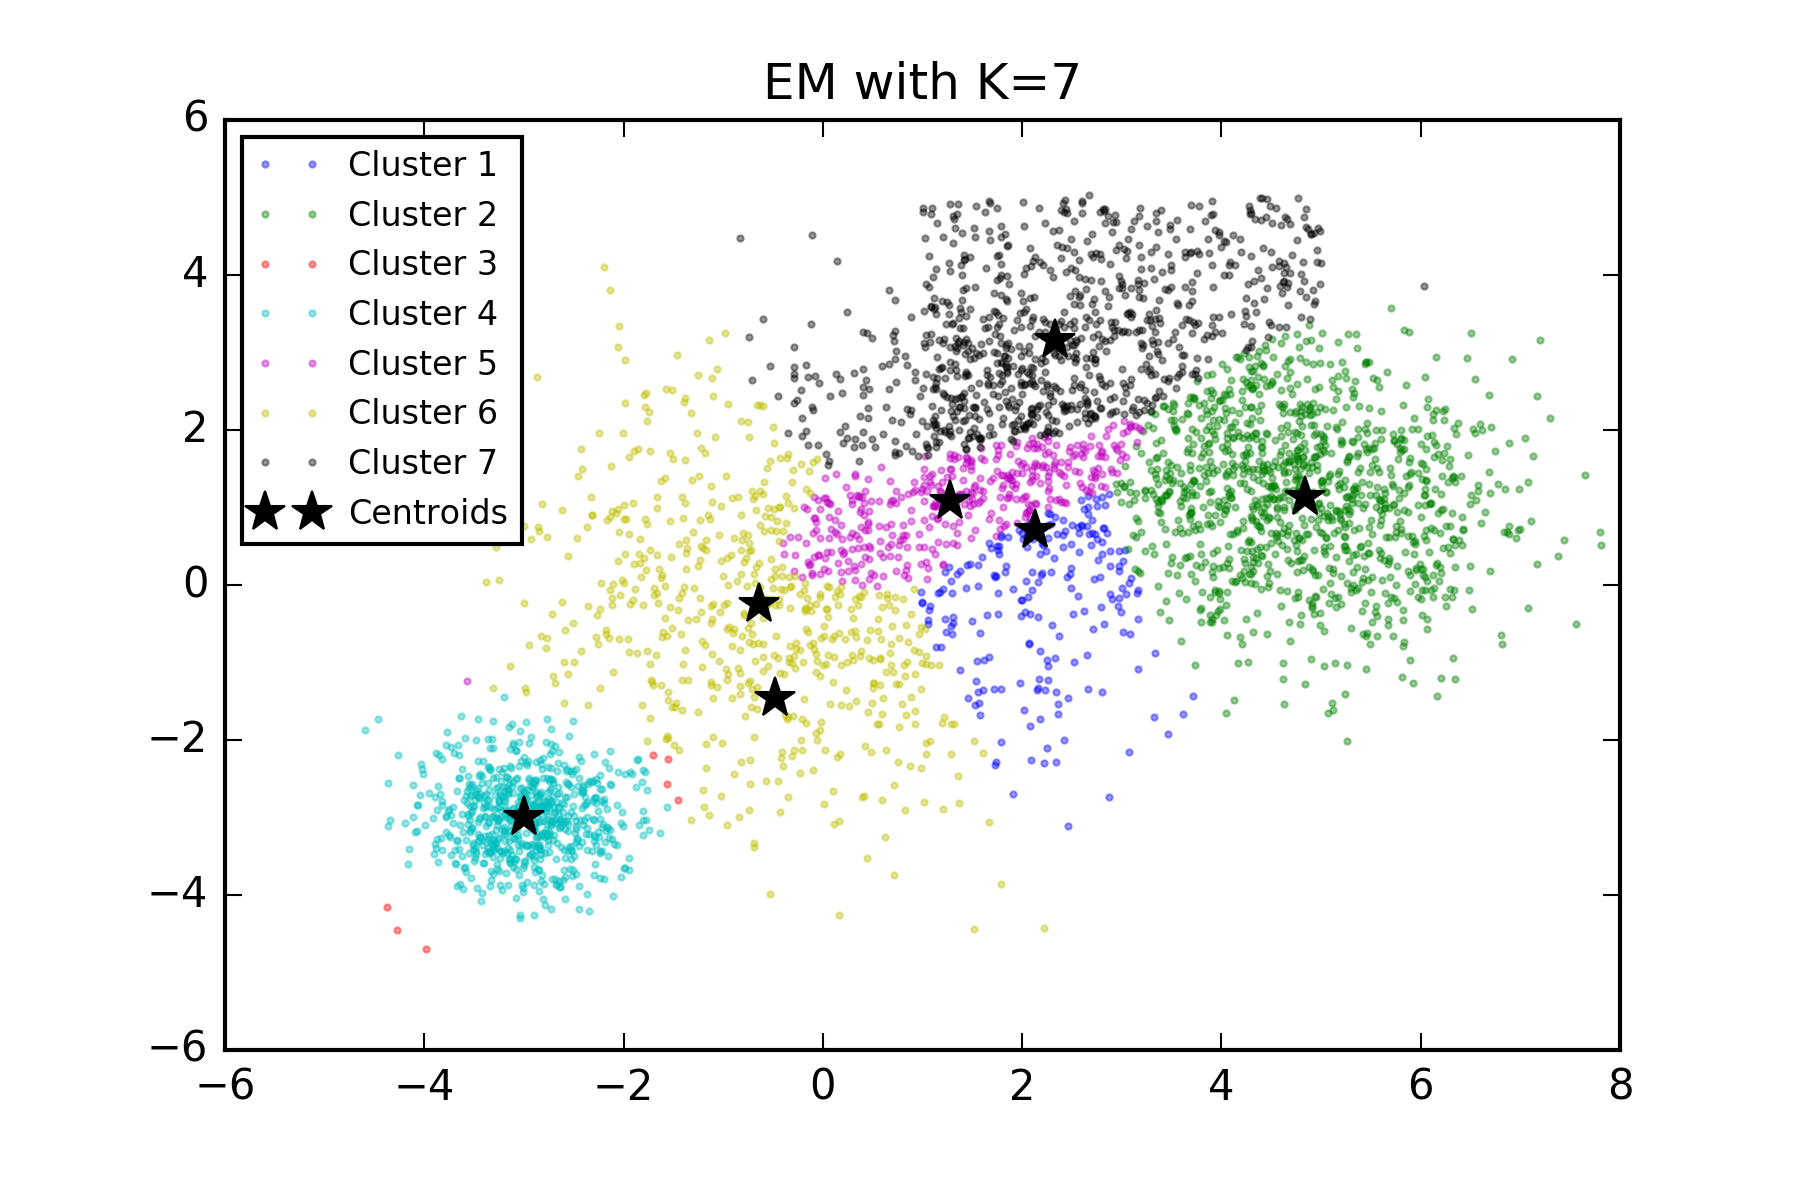 EM with K=7
6
4
2
0
−2
−4
−6
Cluster 1
Cluster 2
Cluster 3
Cluster 4
Cluster 5
Cluster 6
Cluster 7
Centroids
−6 −4 −2 0 2 4 6 8